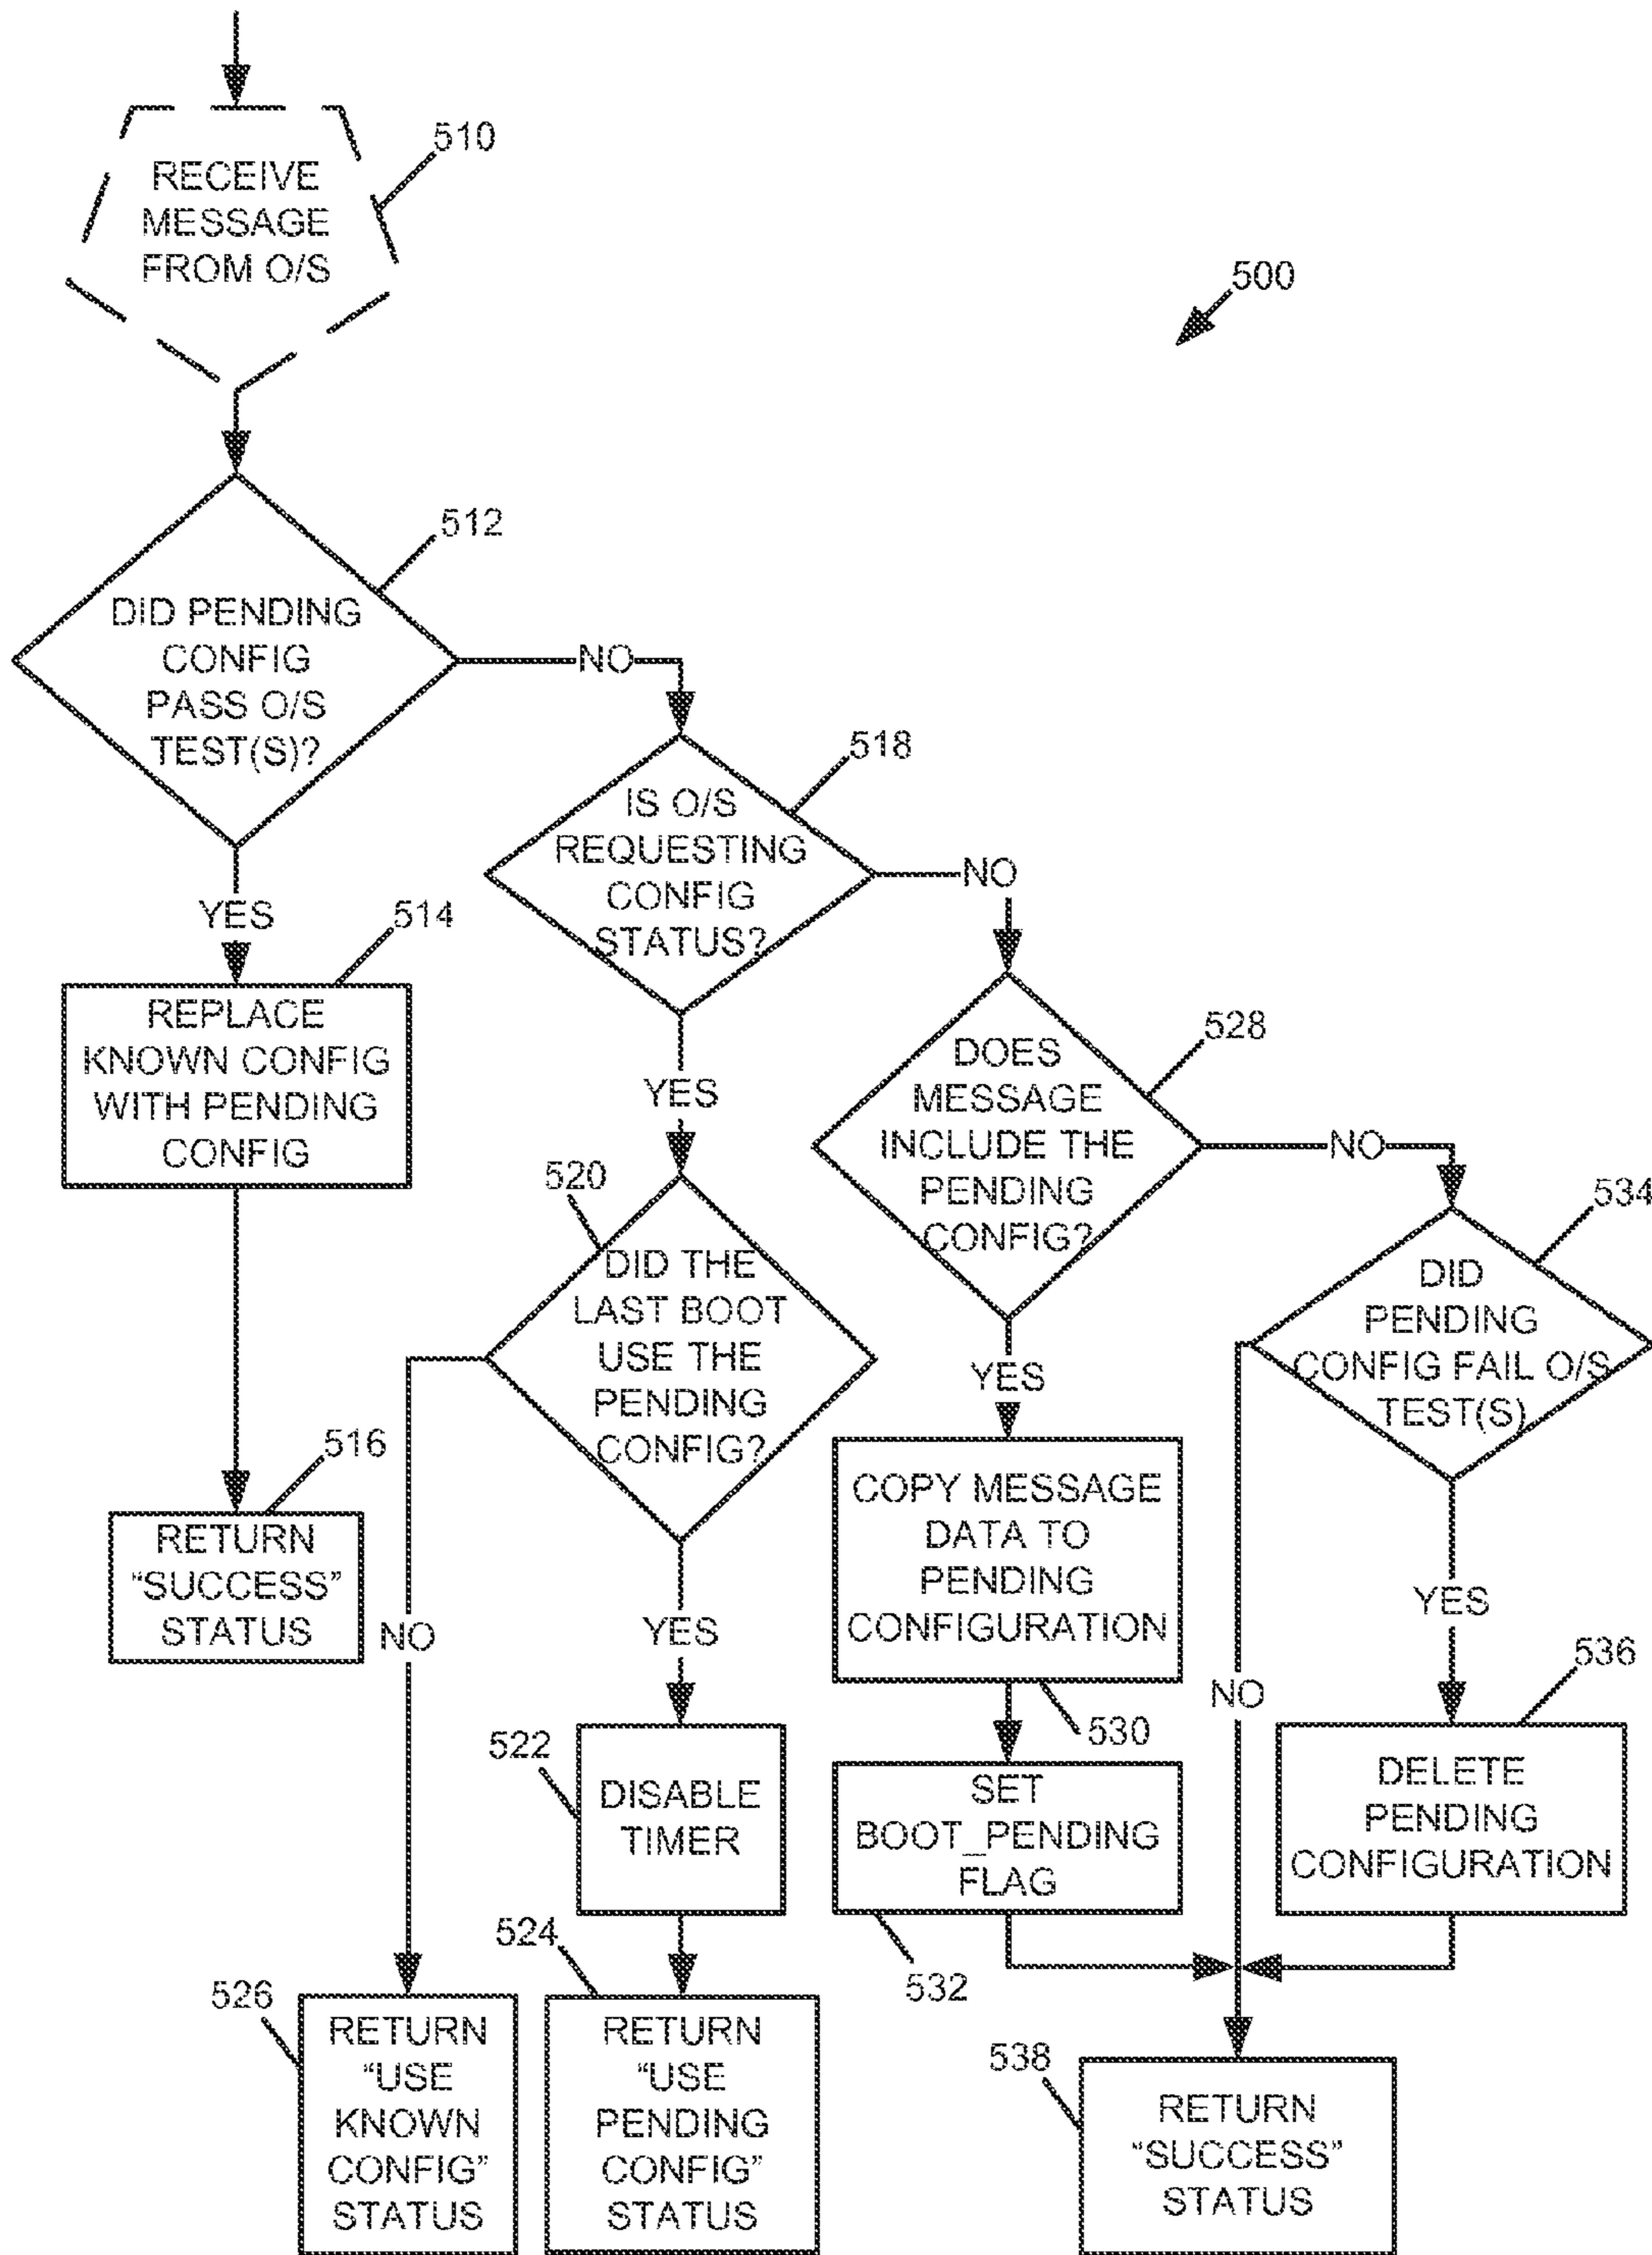 RECEIVE
MESSAGE
FROM O/S
510
500
DID PENDING
CONFIG
PASS O/S
TEST(S)?
512
NO
YES
REPLACE
KNOWN CONFIG
WITH PENDING
CONFIG
514
RETURN
“SUCCESS”
STATUS
516
IS O/S
REQUESTING
CONFIG
STATUS?
518
NO
YES
DID THE
LAST BOOT
USE THE
PENDING
CONFIG?
520
NO
YES
DISABLE
TIMER
522
RETURN
“USE
PENDING
CONFIG”
STATUS
524
RETURN
“USE
KNOWN
CONFIG”
STATUS
526
DOES
MESSAGE
INCLUDE THE
PENDING
CONFIG?
528
NO
YES
COPY MESSAGE
DATA TO
PENDING
CONFIGURATION
530
SET
BOOT_PENDING
FLAG
532
DID
PENDING
CONFIG FAIL O/S
TEST(S)
534
NO
YES
DELETE
PENDING
CONFIGURATION
536
RETURN
“SUCCESS”
STATUS
538